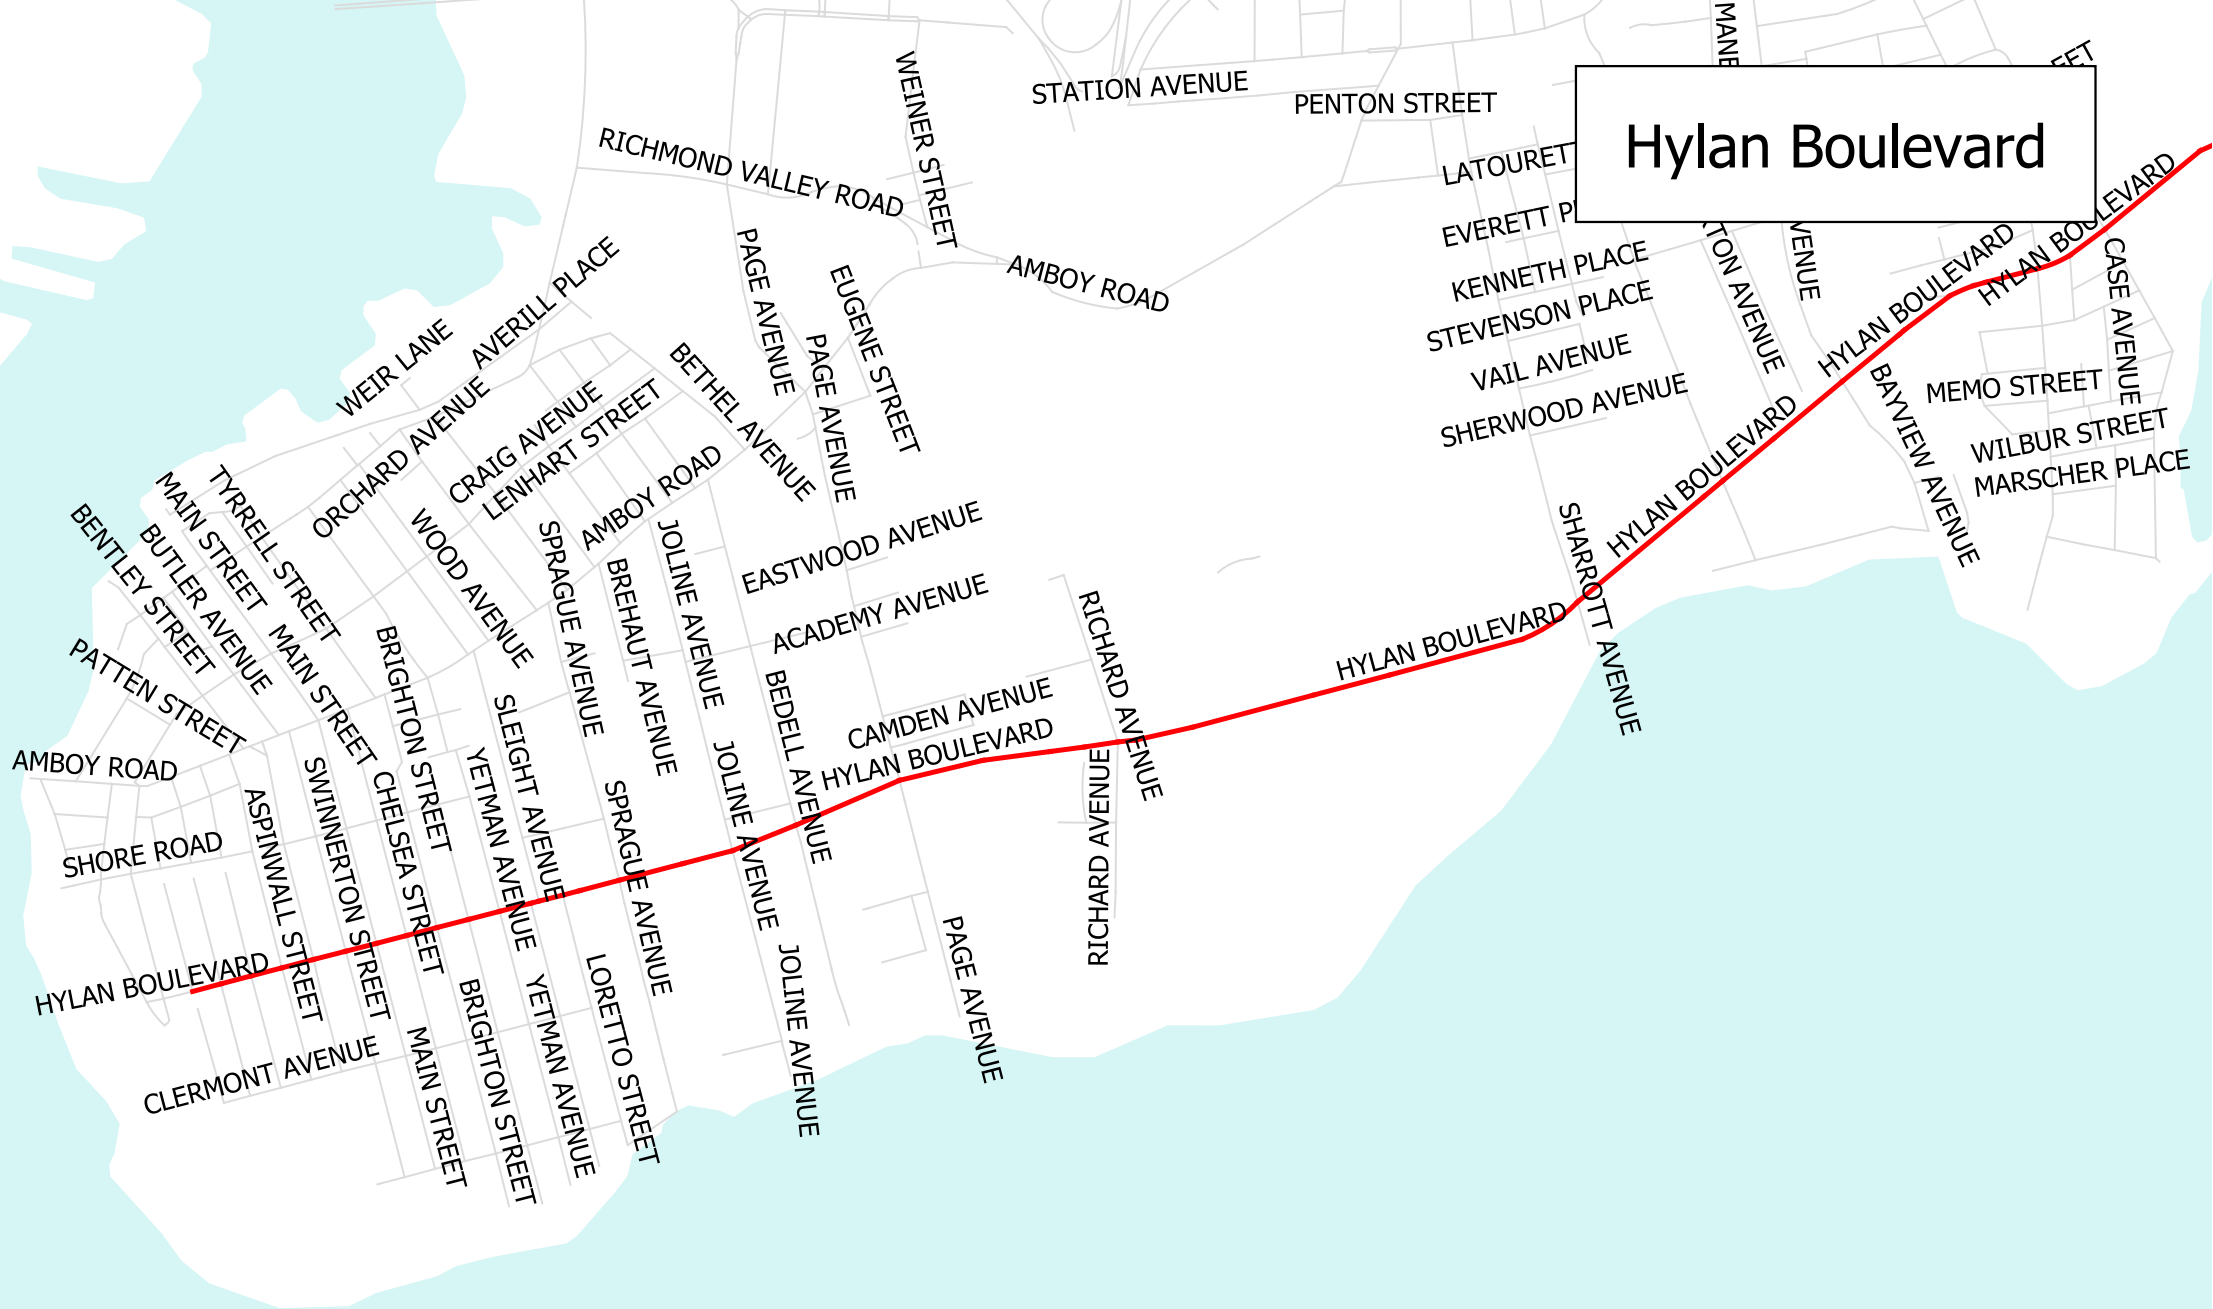 MANE
EET
WEINER STREET
STATION AVENUE
PENTON STREET
Hylan Boulevard
RICHMOND VALLEY ROAD
LATOURET
HYLAN BOULEVARD
EVERETT
PAGE AVENUE
AMBOY ROAD
EUGENE STREET
KENNETH PLACE
TON AVENUE
VENUE
HYLAN BOULEVARD
CASE AVENUE
AVERILL PLACE
WEIR LANE
STEVENSON PLACE
PAGE AVENUE
BETHEL AVENUE
VAIL AVENUE
BAYVIEW AVENUE
MEMO STREET
ORCHARD AVENUE
CRAIG AVENUE
LENHART STREET
SHERWOOD AVENUE
HYLAN BOULEVARD
WILBUR STREET
MARSCHER PLACE
AMBOY ROAD
TYRRELL STREET
MAIN STREET
BENTLEY STREET
BUTLER AVENUE
WOOD AVENUE
SPRAGUE AVENUE
JOLINE AVENUE
EASTWOOD AVENUE
SHARROTT AVENUE
BREHAUT AVENUE
ACADEMY AVENUE
RICHARD AVENUE
HYLAN BOULEVARD
PATTEN STREET
MAIN STREET
BRIGHTON STREET
BEDELL AVENUE
CAMDEN AVENUE
HYLAN BOULEVARD
SLEIGHT AVENUE
AMBOY ROAD
YETMAN AVENUE
JOLINE AVENUE
SWINNERTON STREET
CHELSEA STREET
SPRAGUE AVENUE
RICHARD AVENUE
ASPINWALL STREET
SHORE ROAD
HYLAN BOULEVARD
PAGE AVENUE
JOLINE AVENUE
LORETTO STREET
YETMAN AVENUE
BRIGHTON STREET
MAIN STREET
CLERMONT AVENUE